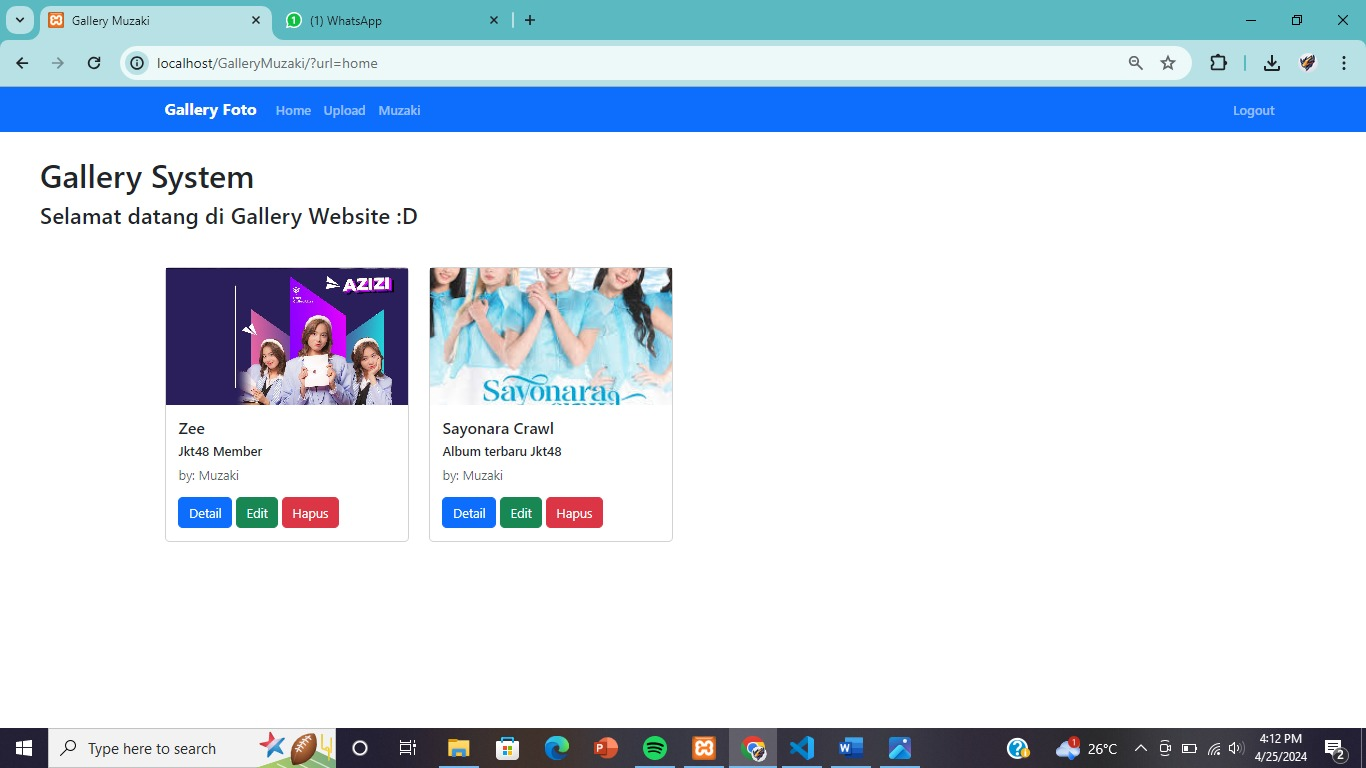 Gallery Muzaki
(1) WhatsApp
localhost/GalleryMuzaki/?url=home
Gallery Foto Home Upload Muzaki Logout
Gallery System
Selamat datang di Gallery Website :D
AZIZI
Sayonara
Zee
Jkt48 Member
by: Muzaki
Detail Edit Hapus
Sayonara Crawl
Album terbaru Jkt48
by: Muzaki
Detail Edit Hapus
Type here to search
26°C
4:12 PM
4/25/2024